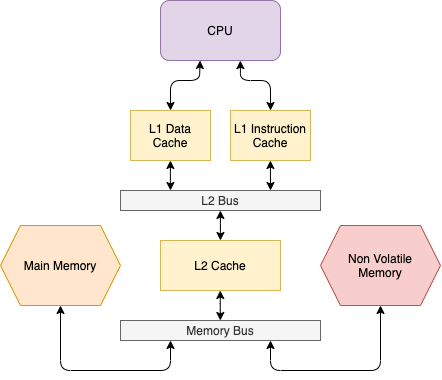 CPU
L1 Data
Cache
L1 Instruction
Cache
L2 Bus
Main Memory
L2 Cache
Non Volatile
Memory
Memory Bus